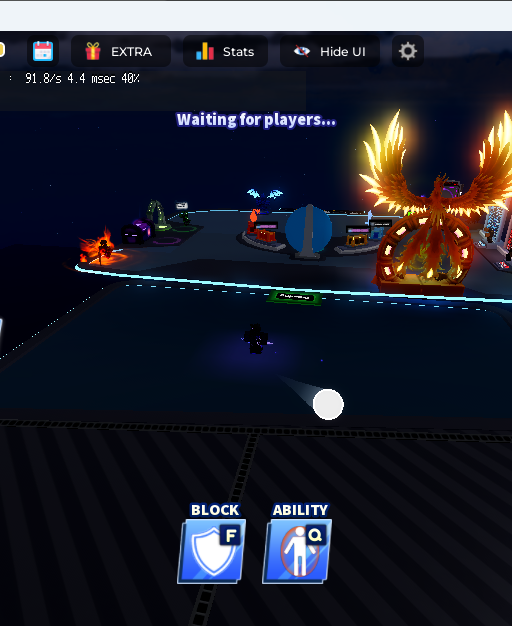 EXTRA
Stats
Hide UI
: 91.8/s 4.4 msec 40%
Waiting for players...
BLOCK
ABILITY
F
Q